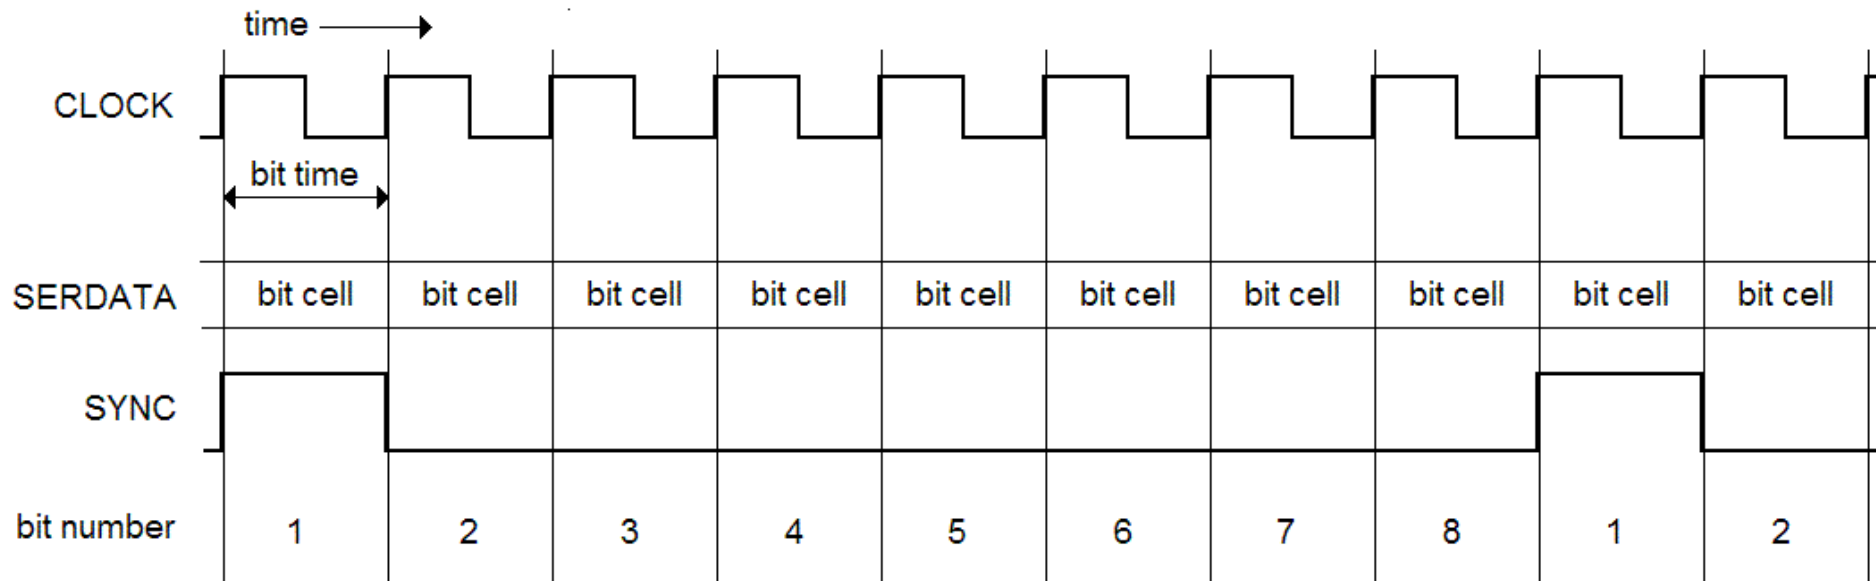 time
CLOCK
bit time
SERDATA bit cell bit cell bit cell bit cell bit cell bit cell bit cell bit cell bit cell bit cell
SYNC
bit number 1 2 3 4 5 6 7 8 1 2